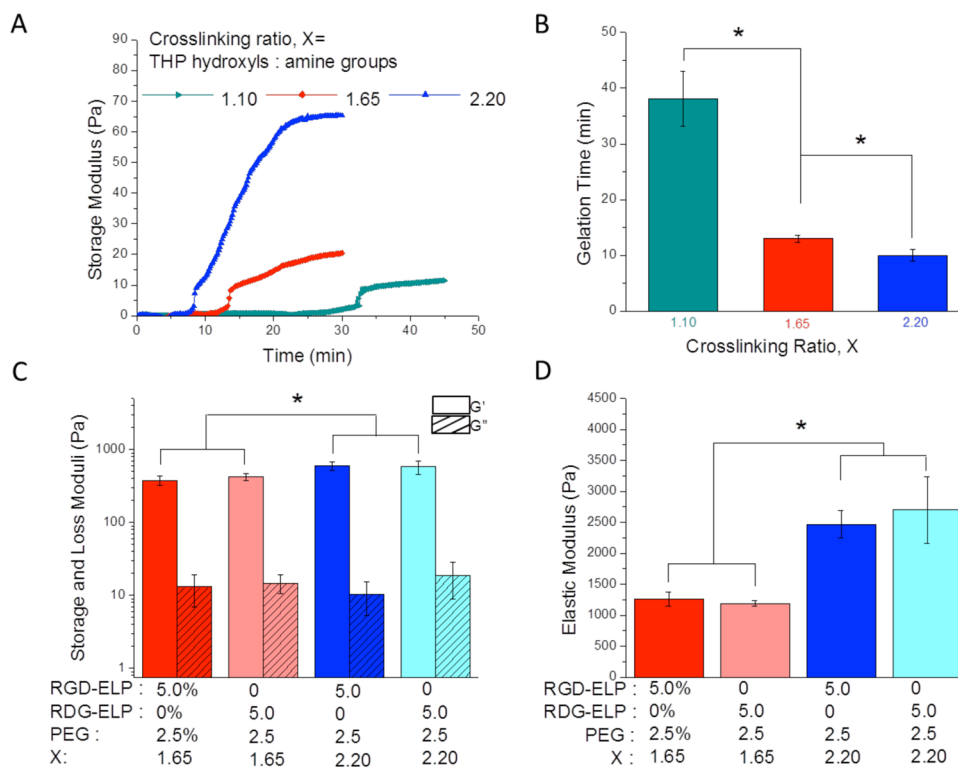 A
Crosslinking ratio, X=
THP hydroxyls : amine groups
1.10 1.65 2.20
Storage Modulus (Pa)
90
80
70
60
50
40
30
20
10
0
0 10 20 30 40 50
Time (min)
B
Gelation Time (min)
50
40
30
20
10
0
*
*
1.10 1.65 2.20
Crosslinking Ratio, X
C
Storage and Loss Moduli (Pa)
1000
100
10
1
*
G'
G"
RGD-ELP : 5.0% 0 5.0 0
RDG-ELP : 0% 5.0 0 5.0
PEG : 2.5% 2.5 2.5 2.5
X: 1.65 1.65 2.20 2.20
D
Elastic Modulus (Pa)
4500
4000
3500
3000
2500
2000
1500
1000
500
0
*
RGD-ELP : 5.0% 0 5.0 0
RDG-ELP : 0% 5.0 0 5.0
PEG : 2.5% 2.5 2.5 2.5
X: 1.65 1.65 2.20 2.20